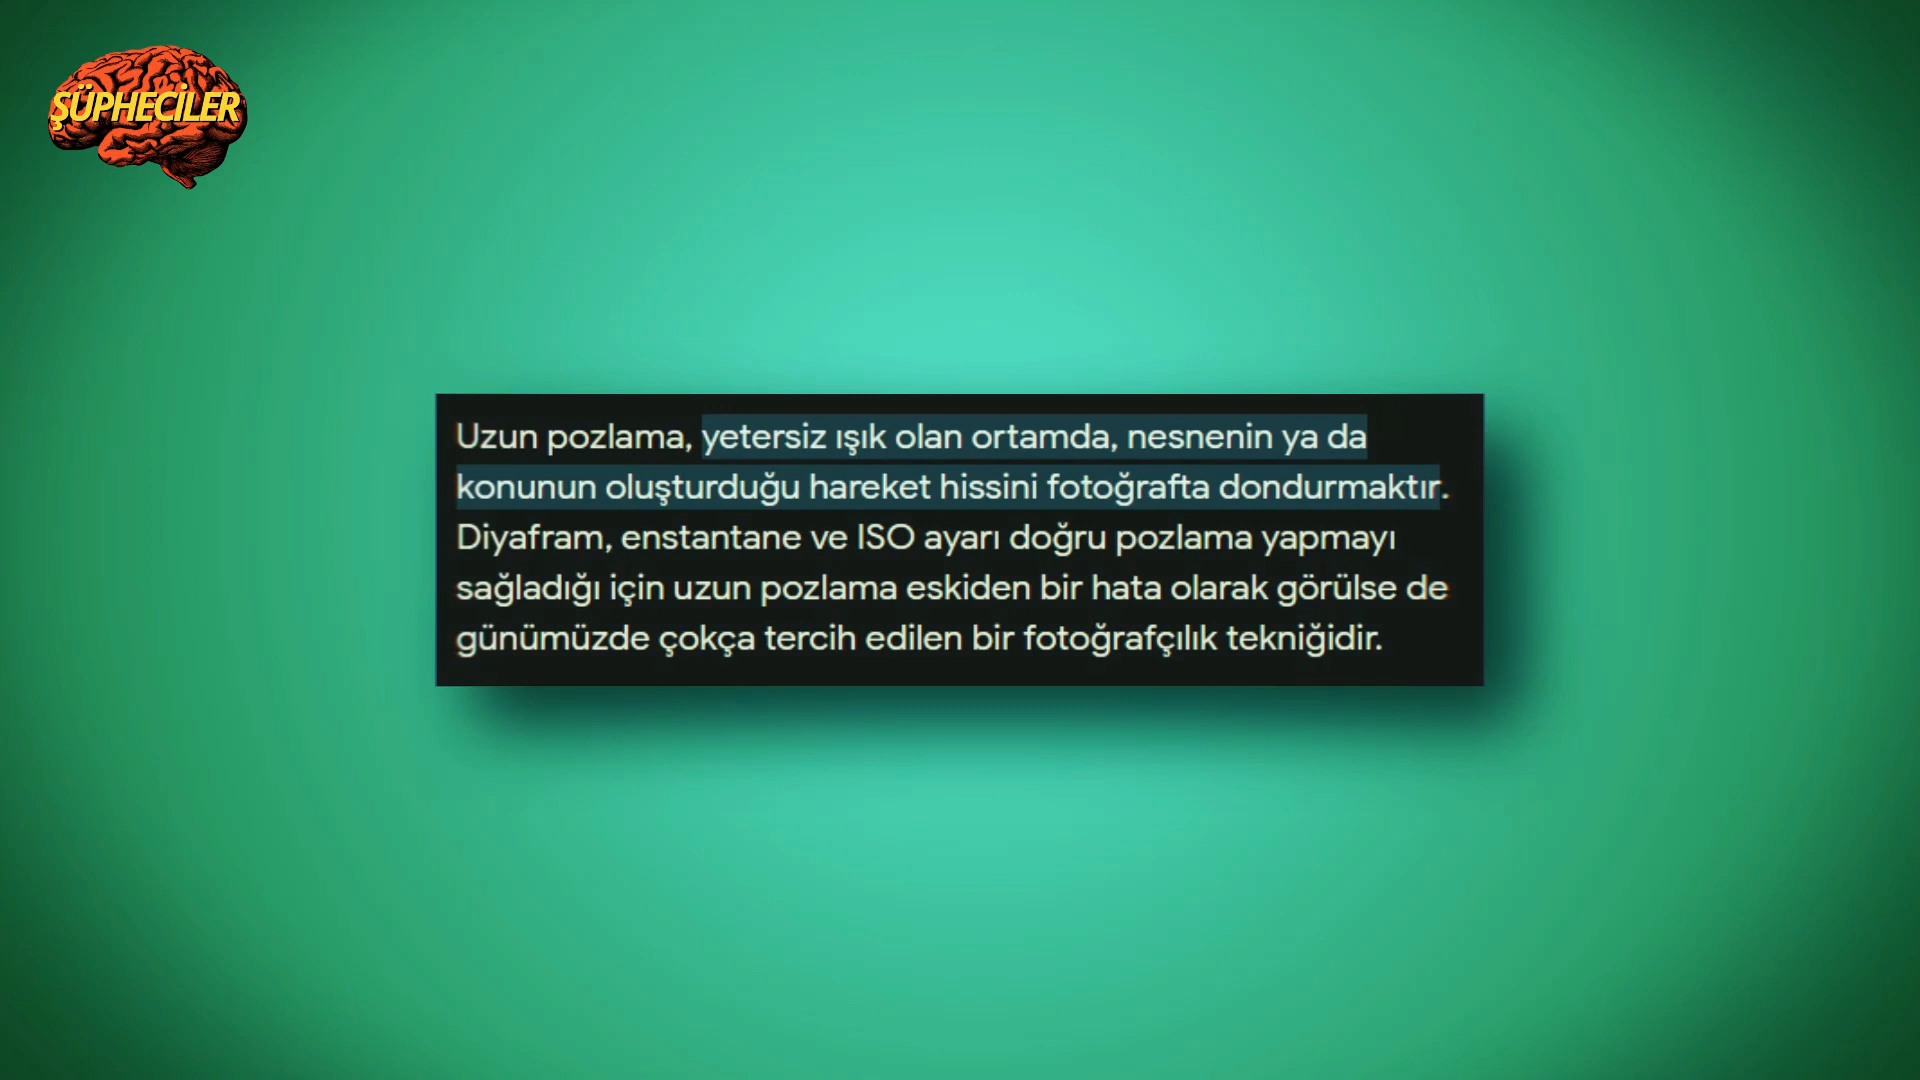 ŞÜPHECİLER
Uzun pozlama, yetersiz ışık olan ortamda, nesnenin ya da
konunun oluşturduğu hareket hissini fotoğrafta dondurmaktır.
Diyafram, enstantane ve ISO ayarı doğru pozlama yapmayı
sağladığı için uzun pozlama eskiden bir hata olarak görülse de
günümüzde çokça tercih edilen bir fotoğrafçılık tekniğidir.